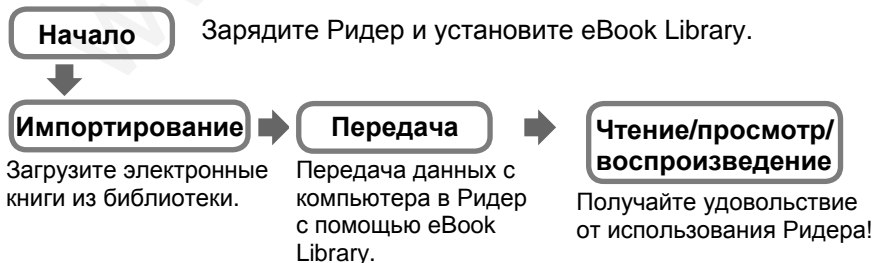 Начало
Зарядите Ридер и установите eBook Library.
Импортирование
Передача
Чтение/просмотр/
воспроизведение
Загрузите электронные
книги из библиотеки.
Передача данных с
компьютера в Ридер
с помощью eBook
Library.
Получайте удовольствие
от использования Ридера!